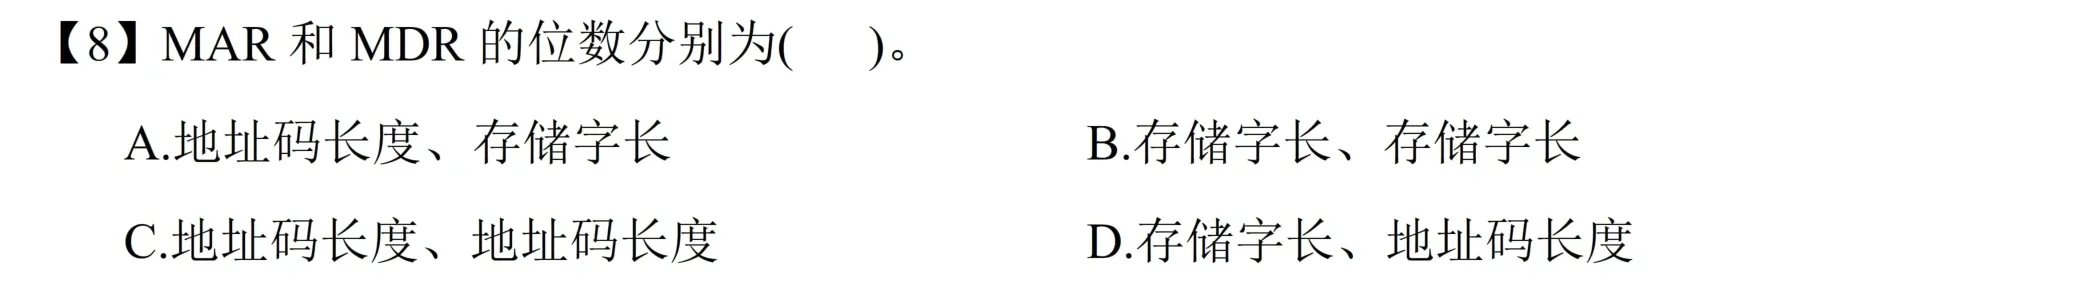 【8】MAR 和 MDR 的位数分别为(    )。
A.地址码长度、存储字长    B.存储字长、存储字长
C.地址码长度、地址码长度    D.存储字长、地址码长度